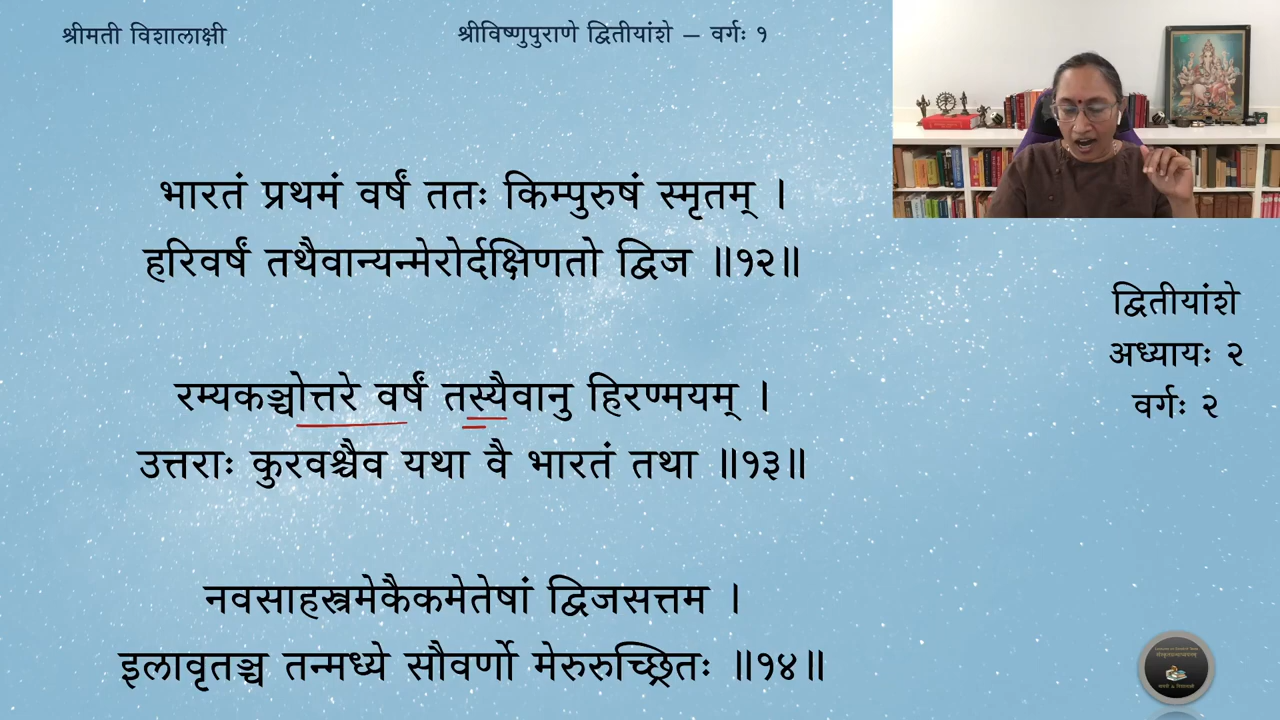 श्रीमती विशालाक्षी
श्रीविष्णुपुराणे द्वितीयांशे – वर्गः १
भारतं प्रथमं वर्षं ततः किम्पुरुषं स्मृतम् ।
हरिवर्षं तथैवान्यन्मेरोर्दक्षिणतो द्विज ॥१२॥
रम्यकञ्चोत्तरे वर्षं तस्यैवानु हिरण्मयम् ।
उत्तराः कुरवश्चैव यथा वै भारतं तथा ॥१३॥
नवसाहस्रमेकैकमेतेषां द्विजसत्तम ।
इलावृतञ्च तन्मध्ये सौवर्णो मेरुरुच्छ्रितः ॥१४॥
द्वितीयांशे
अध्यायः २
वर्गः २